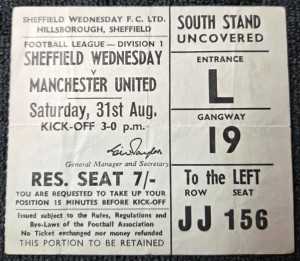 SHEFFIELD WEDNESDAY F.C. LTD.
HILLSBOROUGH, SHEFFIELD
FOOTBALL LEAGUE—DIVISION 1
SHEFFIELD WEDNESDAY
v
MANCHESTER UNITED
Saturday, 31st Aug.
KICK-OFF 3-0 p.m.
Eric Taylor
General Manager and Secretary
RES. SEAT 7/-
YOU ARE REQUESTED TO TAKE UP YOUR
POSITION 15 MINUTES BEFORE KICK-OFF
Issued subject to the Rules, Regulations and
Bye-Laws of the Football Association
No Ticket exchanged nor money refunded
THIS PORTION TO BE RETAINED
SOUTH STAND
UNCOVERED
ENTRANCE
L
GANGWAY
19
To the LEFT
ROW SEAT
JJ 156